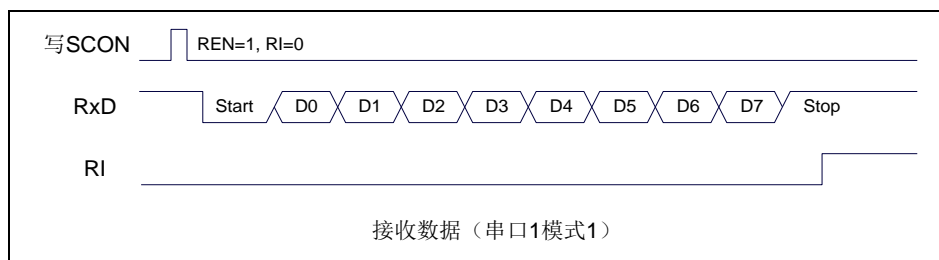 写SCON REN=1, RI=0
RxD Start D0 D1 D2 D3 D4 D5 D6 D7 Stop
RI
接收数据（串口1模式1）